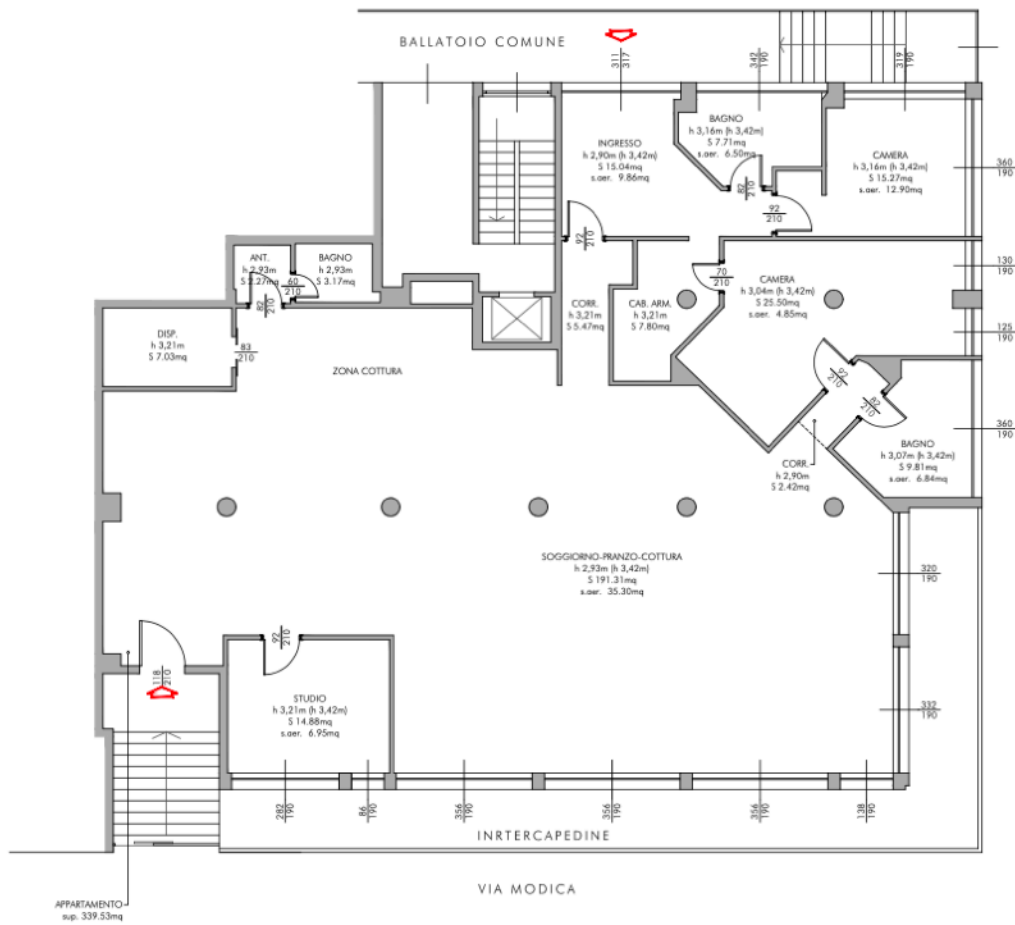 BALLATOIO COMUNE
311
317
342
190
319
190
INGRESSO
h 2,90m (h 3,42m)
S 15.04mq
s.aer. 9.86mq
BAGNO
h 3,16m (h 3,42m)
S 7.71mq
s.aer. 6.50mq
CAMERA
h 3,16m (h 3,42m)
S 15.27mq
s.aer. 12.90mq
360
190
82
210
92
210
92
210
ANT.
h 2,93m
S 2.27mq
BAGNO
h 2,93m
S 3.17mq
60
210
82
210
CORR.
h 3,21m
S 5.47mq
CAB. ARM.
h 3,21m
S 7.80mq
70
210
CAMERA
h 3,04m (h 3,42m)
S 25.50mq
s.aer. 4.85mq
130
190
125
190
DISP.
h 3,21m
S 7.03mq
83
210
ZONA COTTURA
92
210
82
210
360
190
BAGNO
h 3,07m (h 3,42m)
S 9.81mq
s.aer. 6.84mq
CORR.
h 2,90m
S 2.42mq
SOGGIORNO-PRANZO-COTTURA
h 2,93m (h 3,42m)
S 191.31mq
s.aer. 35.30mq
320
190
92
210
118
210
STUDIO
h 3,21m (h 3,42m)
S 14.88mq
s.aer. 6.95mq
332
190
282
190
86
190
356
190
356
190
356
190
138
190
INRTERCAPEDINE
VIA MODICA
APPARTAMENTO
sup. 339.53mq